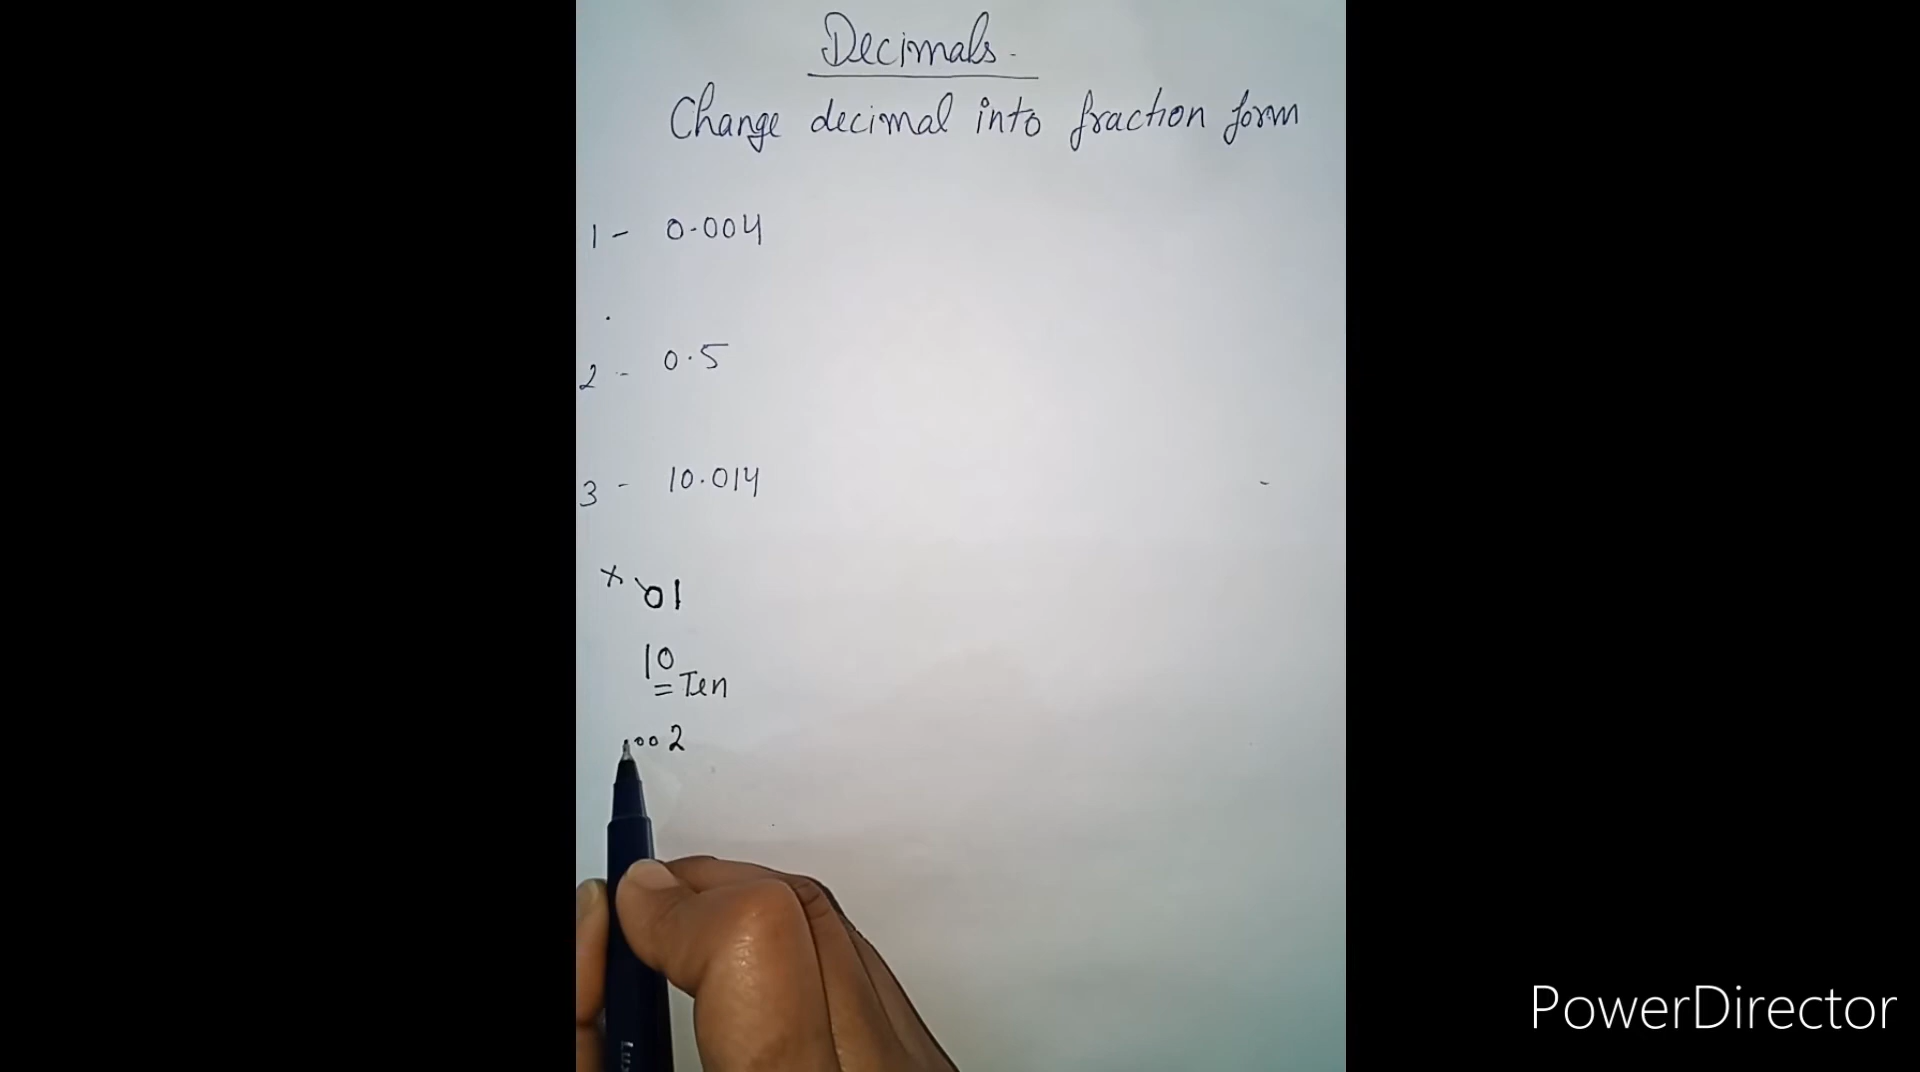 Decimals.
Change decimal into fraction form
1 - 0.004
2 - 0.5
3 - 10.014
x 01
10
= Ten
002
PowerDirector